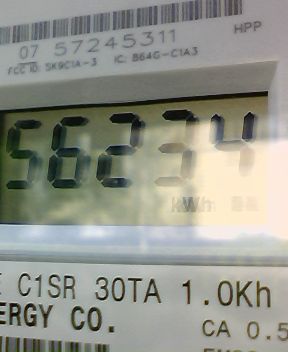 07 57245311
HPP
FCC ID: SK9C1A-3 IC: B64G-C1A3
56234
kWh
C1SR 30TA 1.0Kh
ERGY CO.
CA 0.5